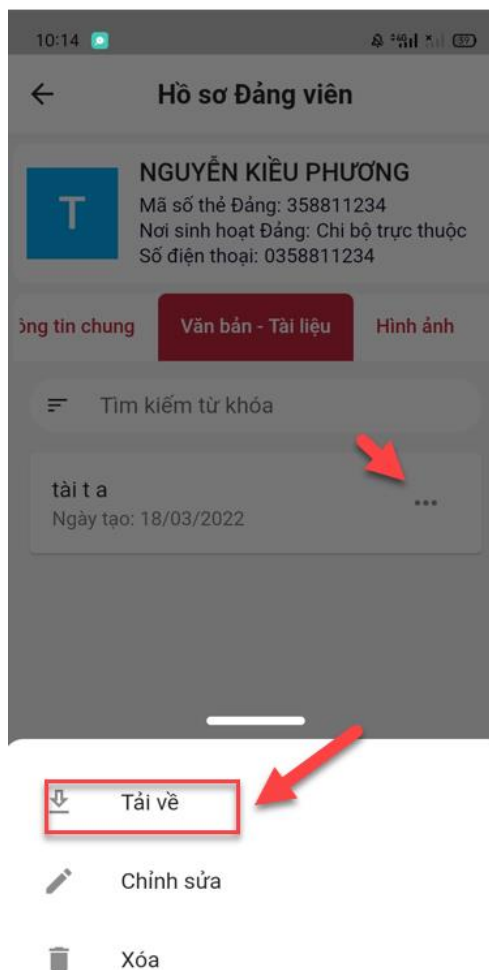 10:14
59
Hồ sơ Đảng viên
T
NGUYỄN KIỀU PHƯƠNG
Mã số thẻ Đảng: 358811234
Nơi sinh hoạt Đảng: Chi bộ trực thuộc
Số điện thoại: 0358811234
ông tin chung
Văn bản - Tài liệu
Hình ảnh
Tìm kiếm từ khóa
tài t a
Ngày tạo: 18/03/2022
Tải về
Chỉnh sửa
Xóa